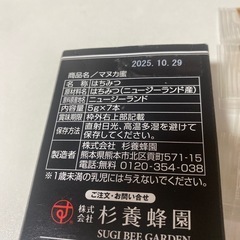 2025.10.29
商品名／マヌカ蜜
名称 はちみつ
原材料名 はちみつ(ニュージーランド産)
ニュージーランド
内容量 5g×7本
賞味期限 枠外右上部記載
保存方法 直射日光、高温多湿を避けて保存して下さい。
製造者 株式会社 杉養蜂園
熊本県熊本市北区貢町571-15
電話番号 0120-354-038
※1歳未満の乳児には与えないでください。
ご注文・お問い合せ
株式会社 杉養蜂園
SUGI BEE GARDEN